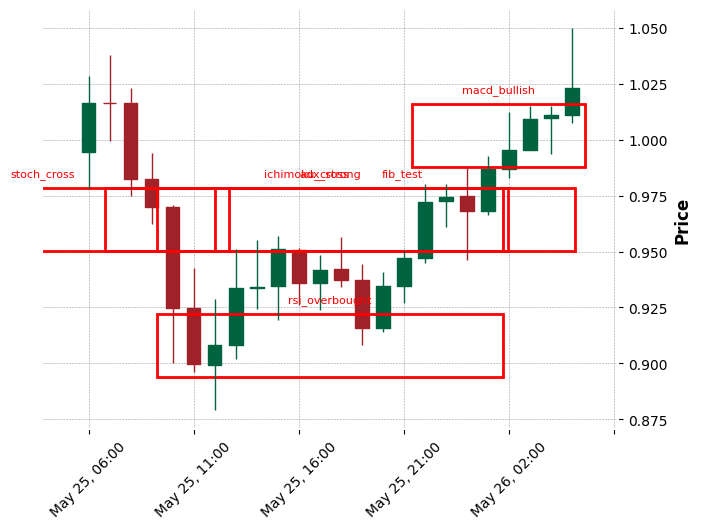 1.050
1.025
macd_bullish
1.000
stoch_cross
fib_test
0.975
Price
0.950
rsi_overbought
0.925
0.900
0.875
May 25, 06:00
May 25, 11:00
May 25, 16:00
May 25, 21:00
May 26, 02:00